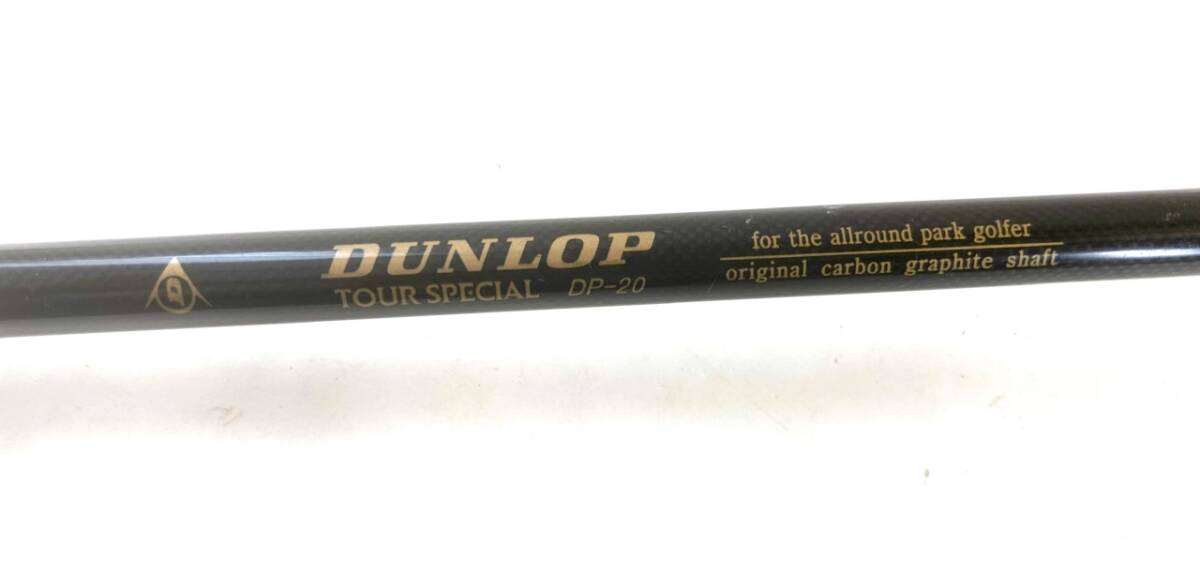 DUNLOP
TOUR SPECIAL DP-20
for the allround park golfer
original carbon graphite shaft